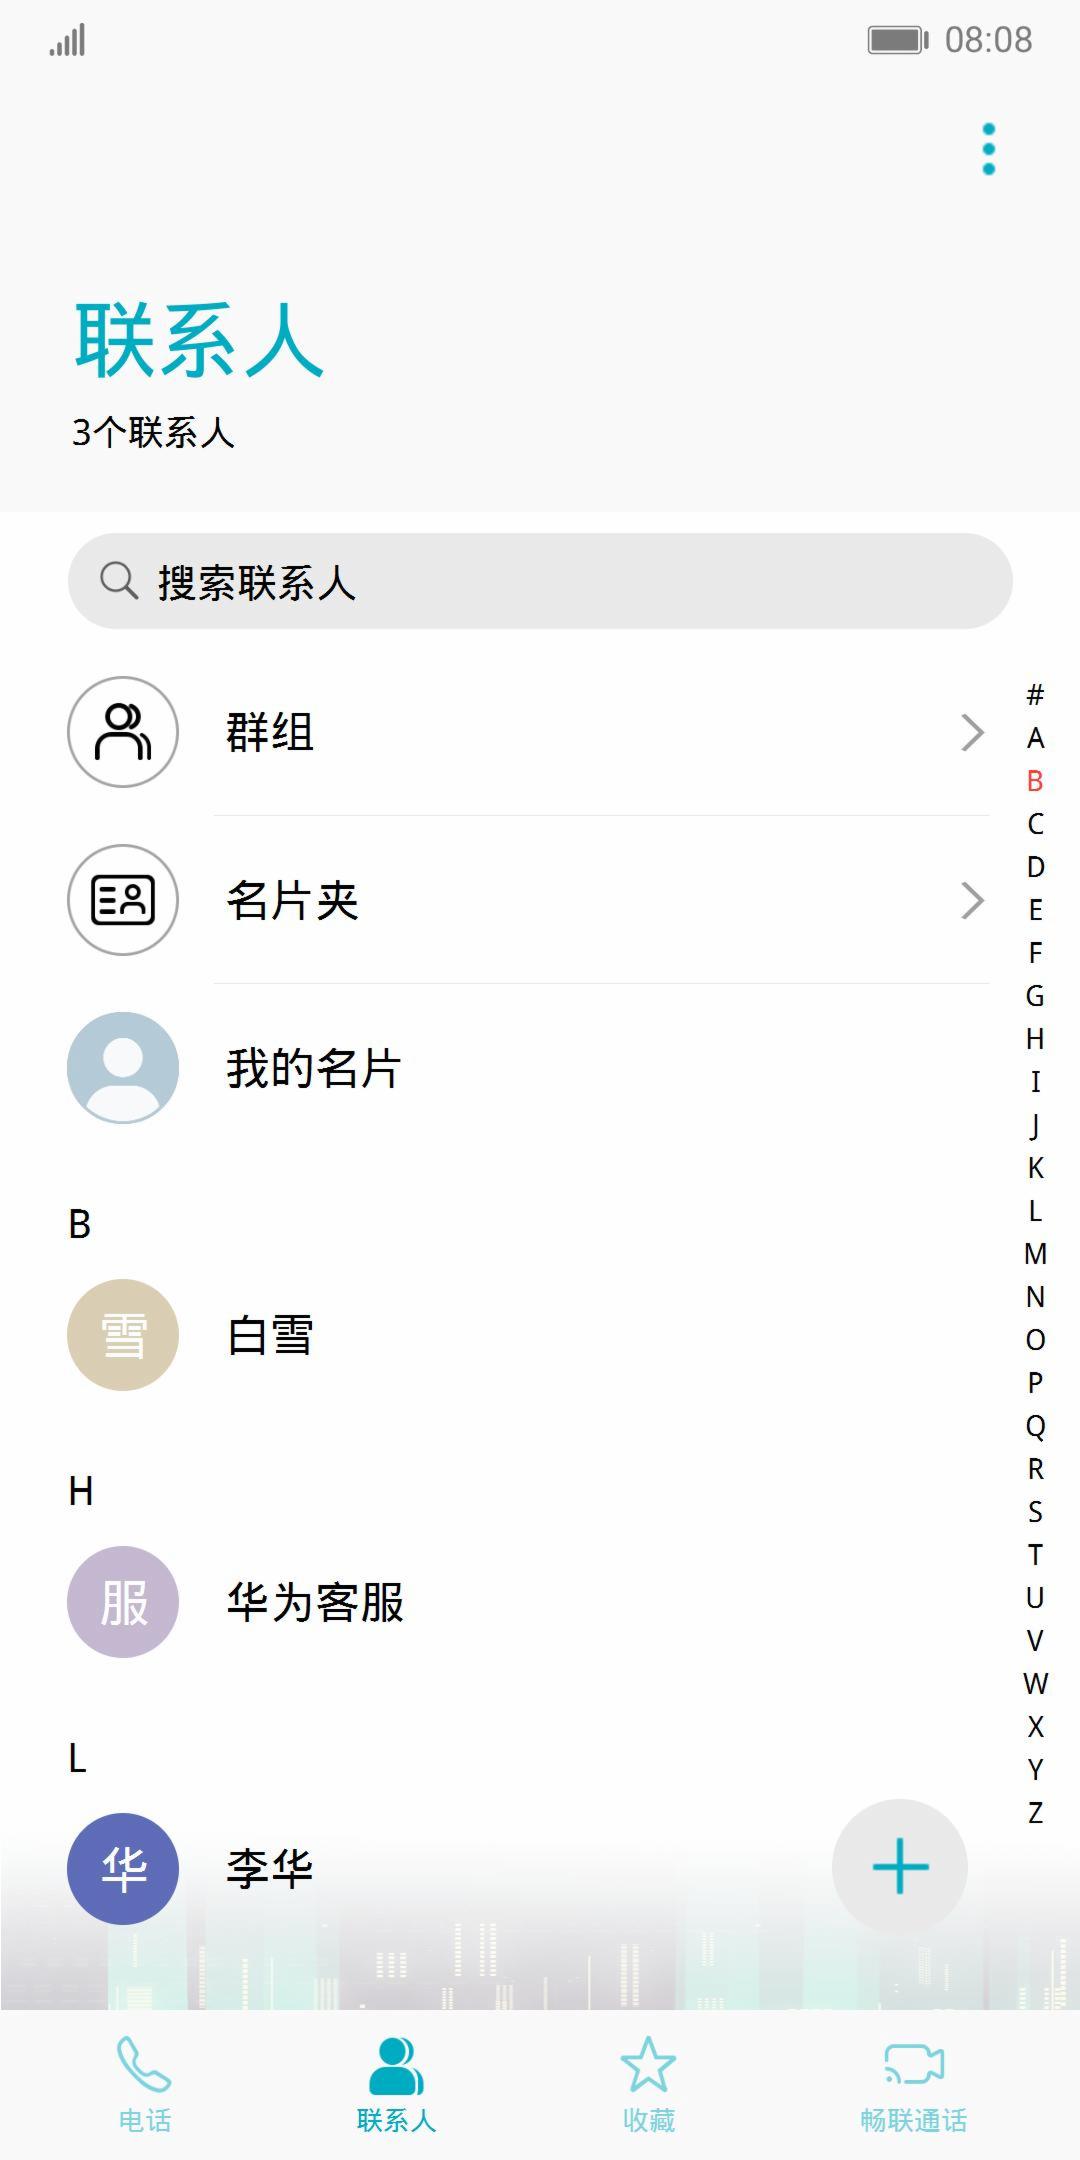 08:08
联系人
3个联系人
搜索联系人
群组
名片夹
我的名片
B
雪 白雪
H
服 华为客服
L
华 李华
#
A
B
C
D
E
F
G
H
I
J
K
L
M
N
O
P
Q
R
S
T
U
V
W
X
Y
Z
电话 联系人 收藏 畅联通话